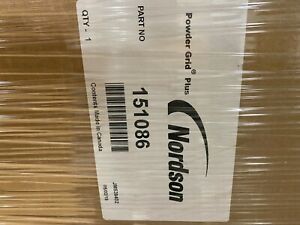 Powder Grid® Plus
Nordson
PART NO
151086
QTY - 1
Contents Made In Canada